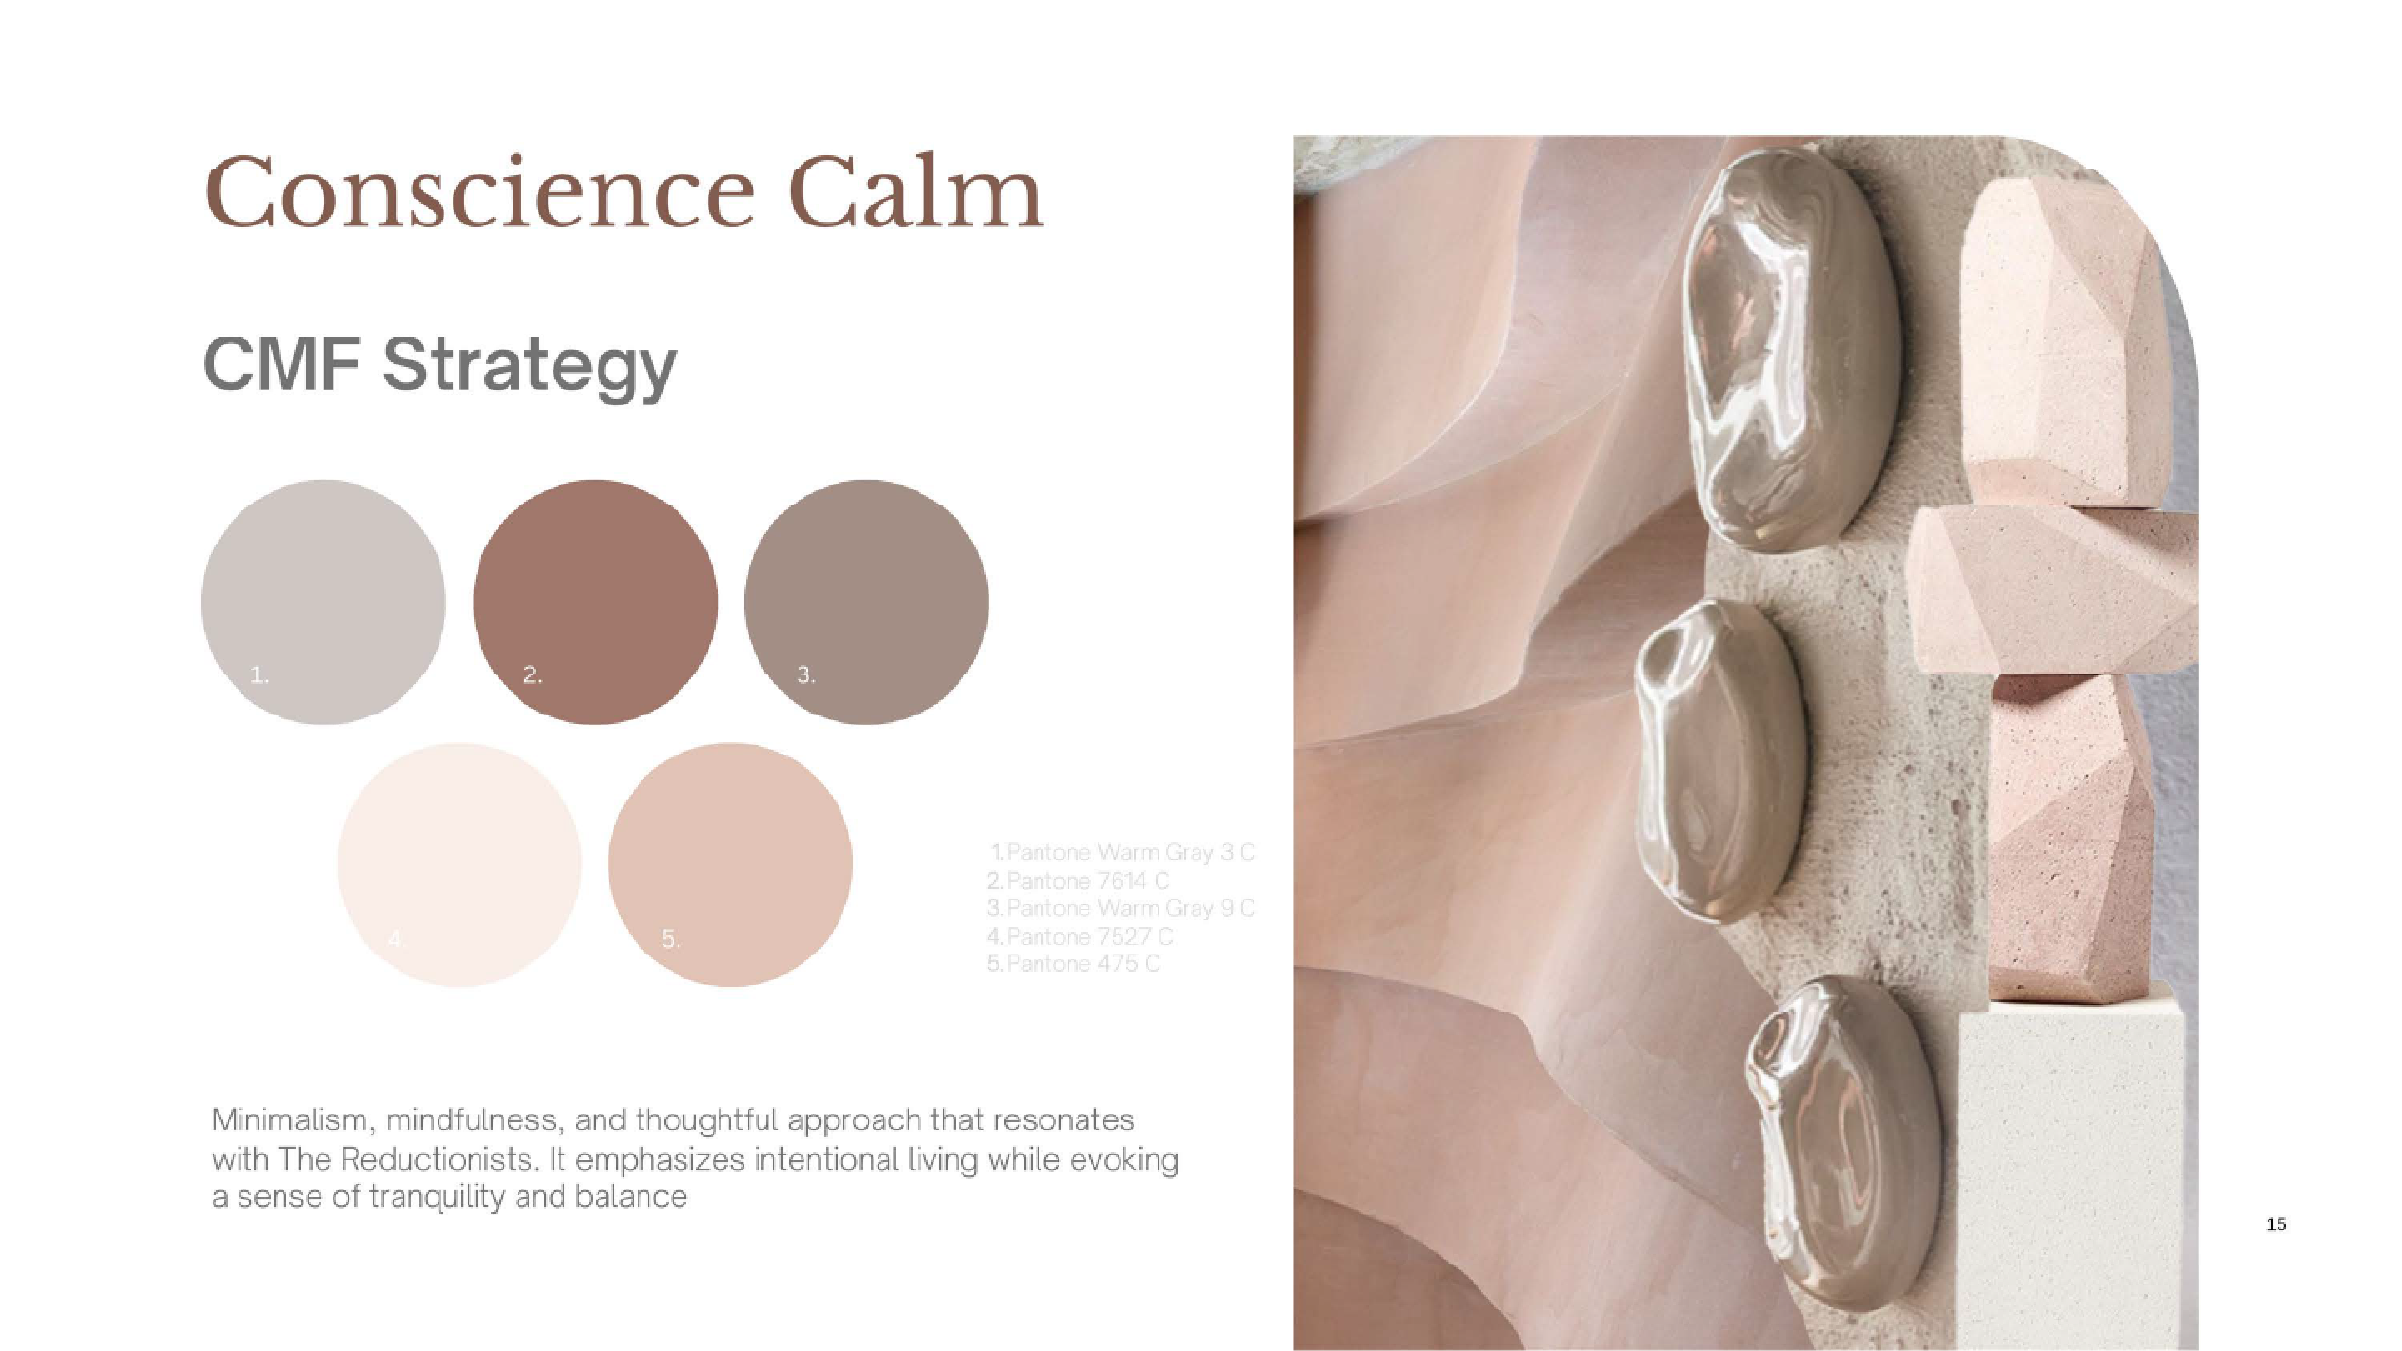 Conscience Calm
CMF Strategy
1.
2.
3.
4.
5.
1. Pantone Warm Gray 3 C
2. Pantone 7614 C
3. Pantone Warm Gray 9 C
4. Pantone 7527 C
5. Pantone 475 C
Minimalism, mindfulness, and thoughtful approach that resonates
with The Reductionists. It emphasizes intentional living while evoking
a sense of tranquility and balance
15